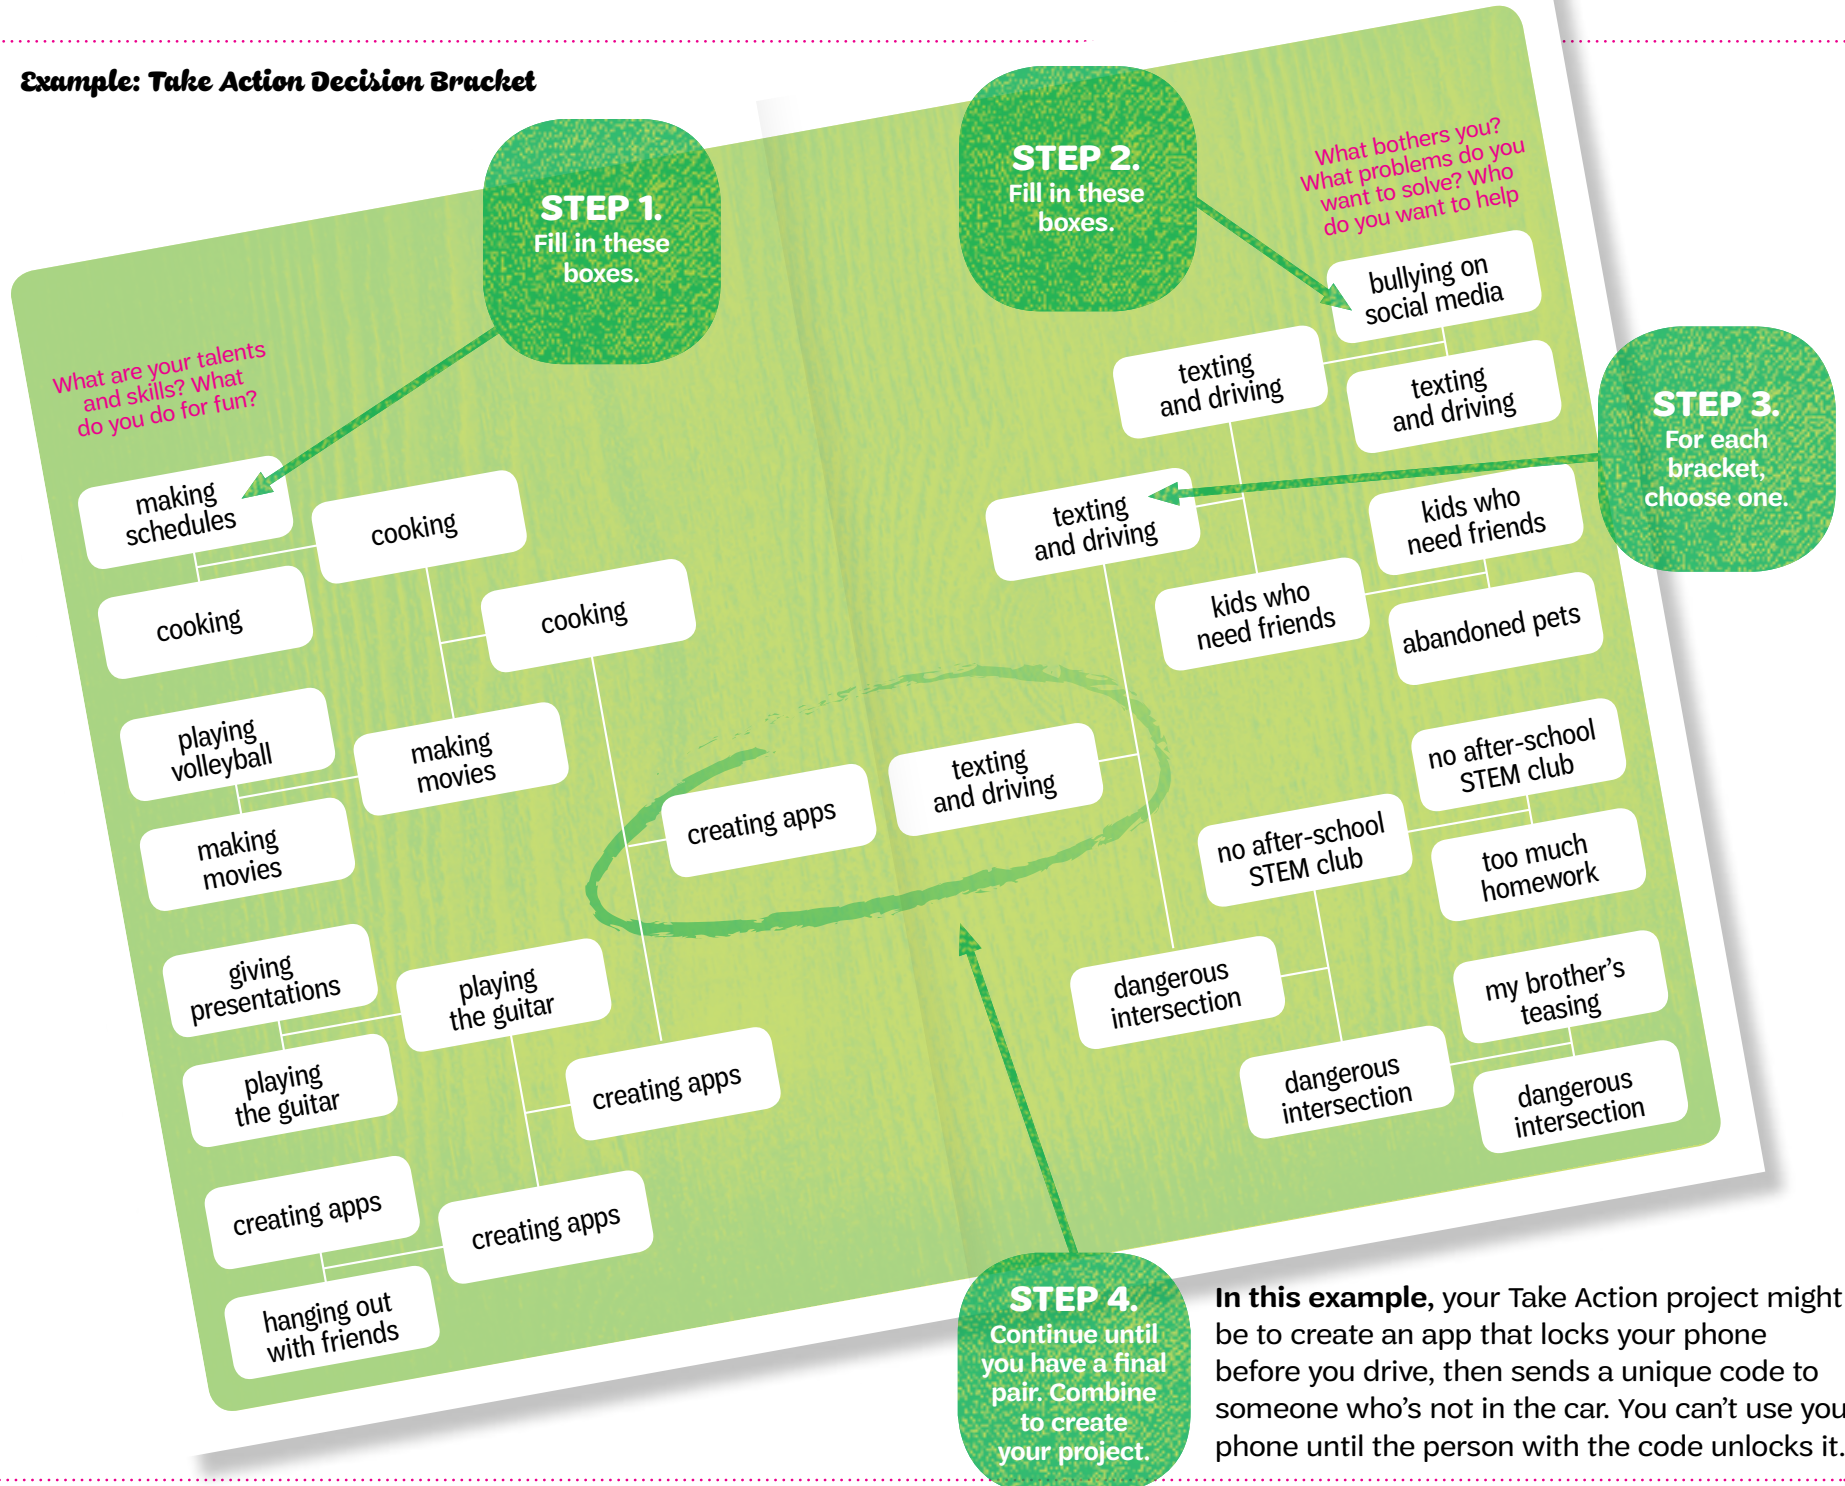 Example: Take Action Decision Bracket
STEP 1.
Fill in these
boxes.
What are your talents
and skills? What
do you do for fun?
making
schedules
cooking
cooking
cooking
playing
volleyball
making
movies
making
movies
giving
presentations
playing
the guitar
playing
the guitar
creating apps
creating apps
creating apps
hanging out
with friends
creating apps
STEP 2.
Fill in these
boxes.
What bothers you?
What problems do you
want to solve? Who
do you want to help
bullying on
social media
texting
and driving
texting
and driving
STEP 3.
For each
bracket,
choose one.
texting
and driving
kids who
need friends
kids who
need friends
abandoned pets
texting
and driving
no after-school
STEM club
no after-school
STEM club
too much
homework
dangerous
intersection
my brother's
teasing
dangerous
intersection
dangerous
intersection
STEP 4.
Continue until
you have a final
pair. Combine
to create
your project.
In this example, your Take Action project might
be to create an app that locks your phone
before you drive, then sends a unique code to
someone who's not in the car. You can't use you
phone until the person with the code unlocks it.